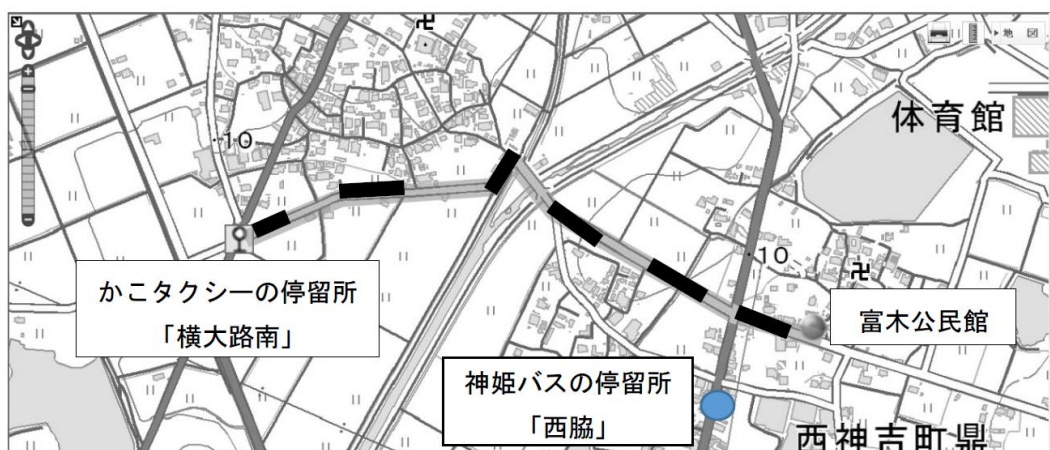 地 図
体育館
10
10
かこタクシーの停留所
「横大路南」
富木公民館
神姫バスの停留所
「西脇」
西神吉町鼎